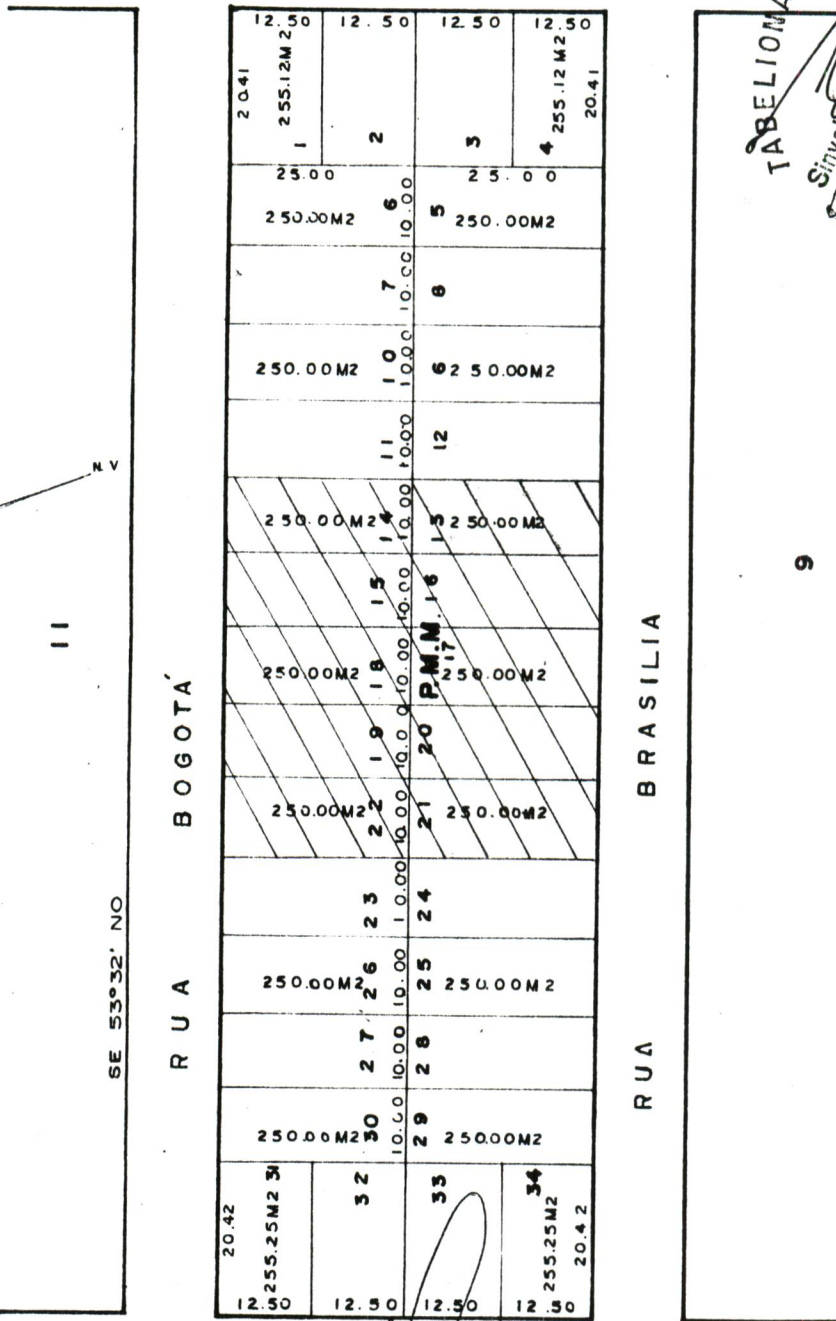 12.50 12.50 12.50 12.50
20.41 255.12M2 1 2 3 4 255.12M2 20.41
25.00 25.00
250.00M2 6 10.00 5 250.00M2
7 10.00 8
250.00M2 10 10.00 9 250.00M2
11 10.00 12
250.00M2 14 10.00 13 250.00M2
15 10.00 16
P.M.M.
250.00M2 18 10.00 17 250.00M2
19 10.00 20
250.00M2 22 10.00 21 250.00M2
23 10.00 24
250.00M2 26 10.00 25 250.00M2
27 10.00 28
250.00M2 30 10.00 29 250.00M2
20.42 255.25M2 31 32 33 34 255.25M2 20.42
12.50 12.50 12.50 12.50
N.V
11
RUA BOGOTÁ
SE 53°32' NO
RUA BRASILIA
9